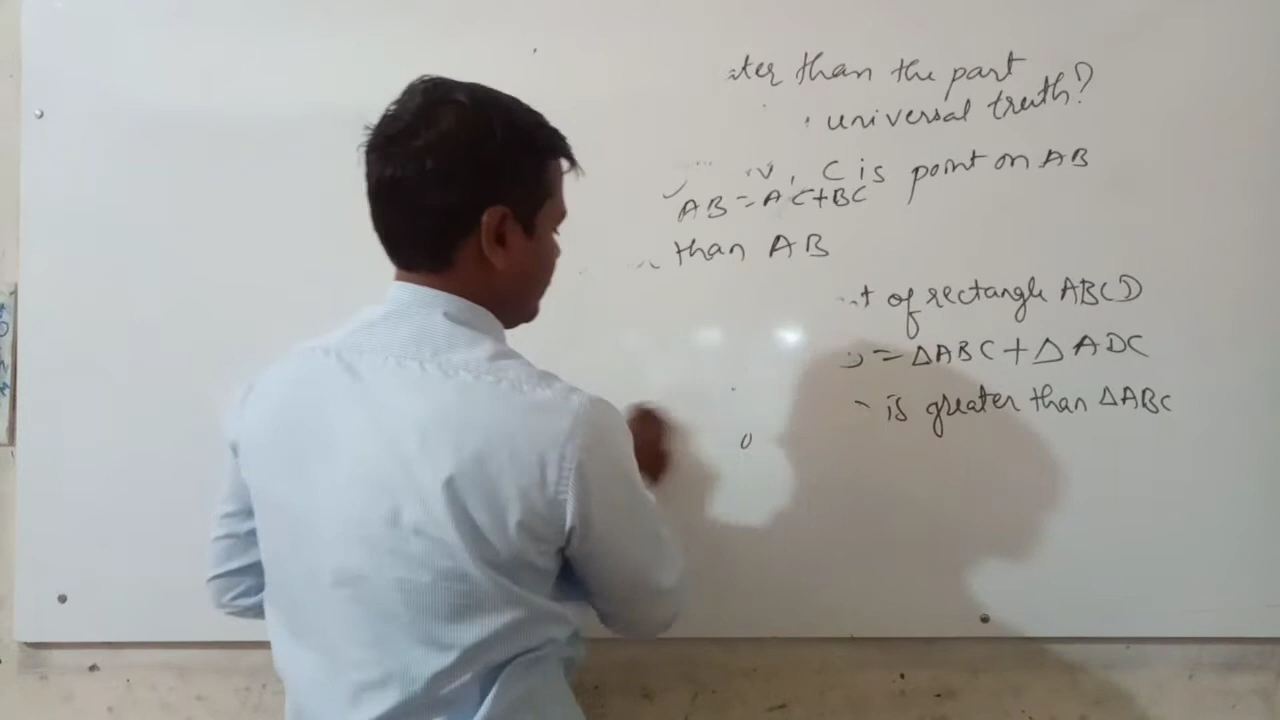 than the part
universal truth?
C is point on AB
AB = AC+BC
than AB
of rectangle ABCD
= ΔABC + ΔADC
is greater than ΔABC